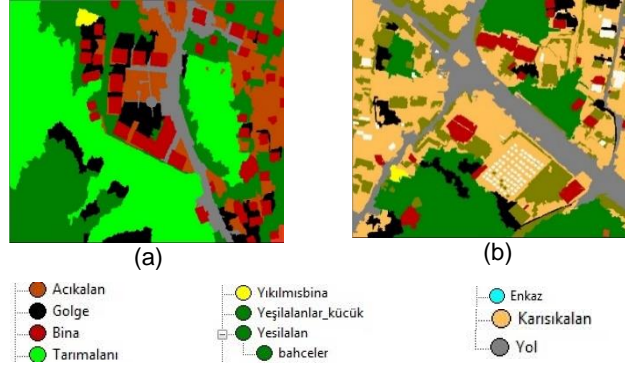 (a)
(b)
Acıkalan
Golge
Bina
Tarımalanı
Yıkılmısbina
Yeşilalanlar_kücük
Yesilalan
bahceler
Enkaz
Karısıkalan
Yol